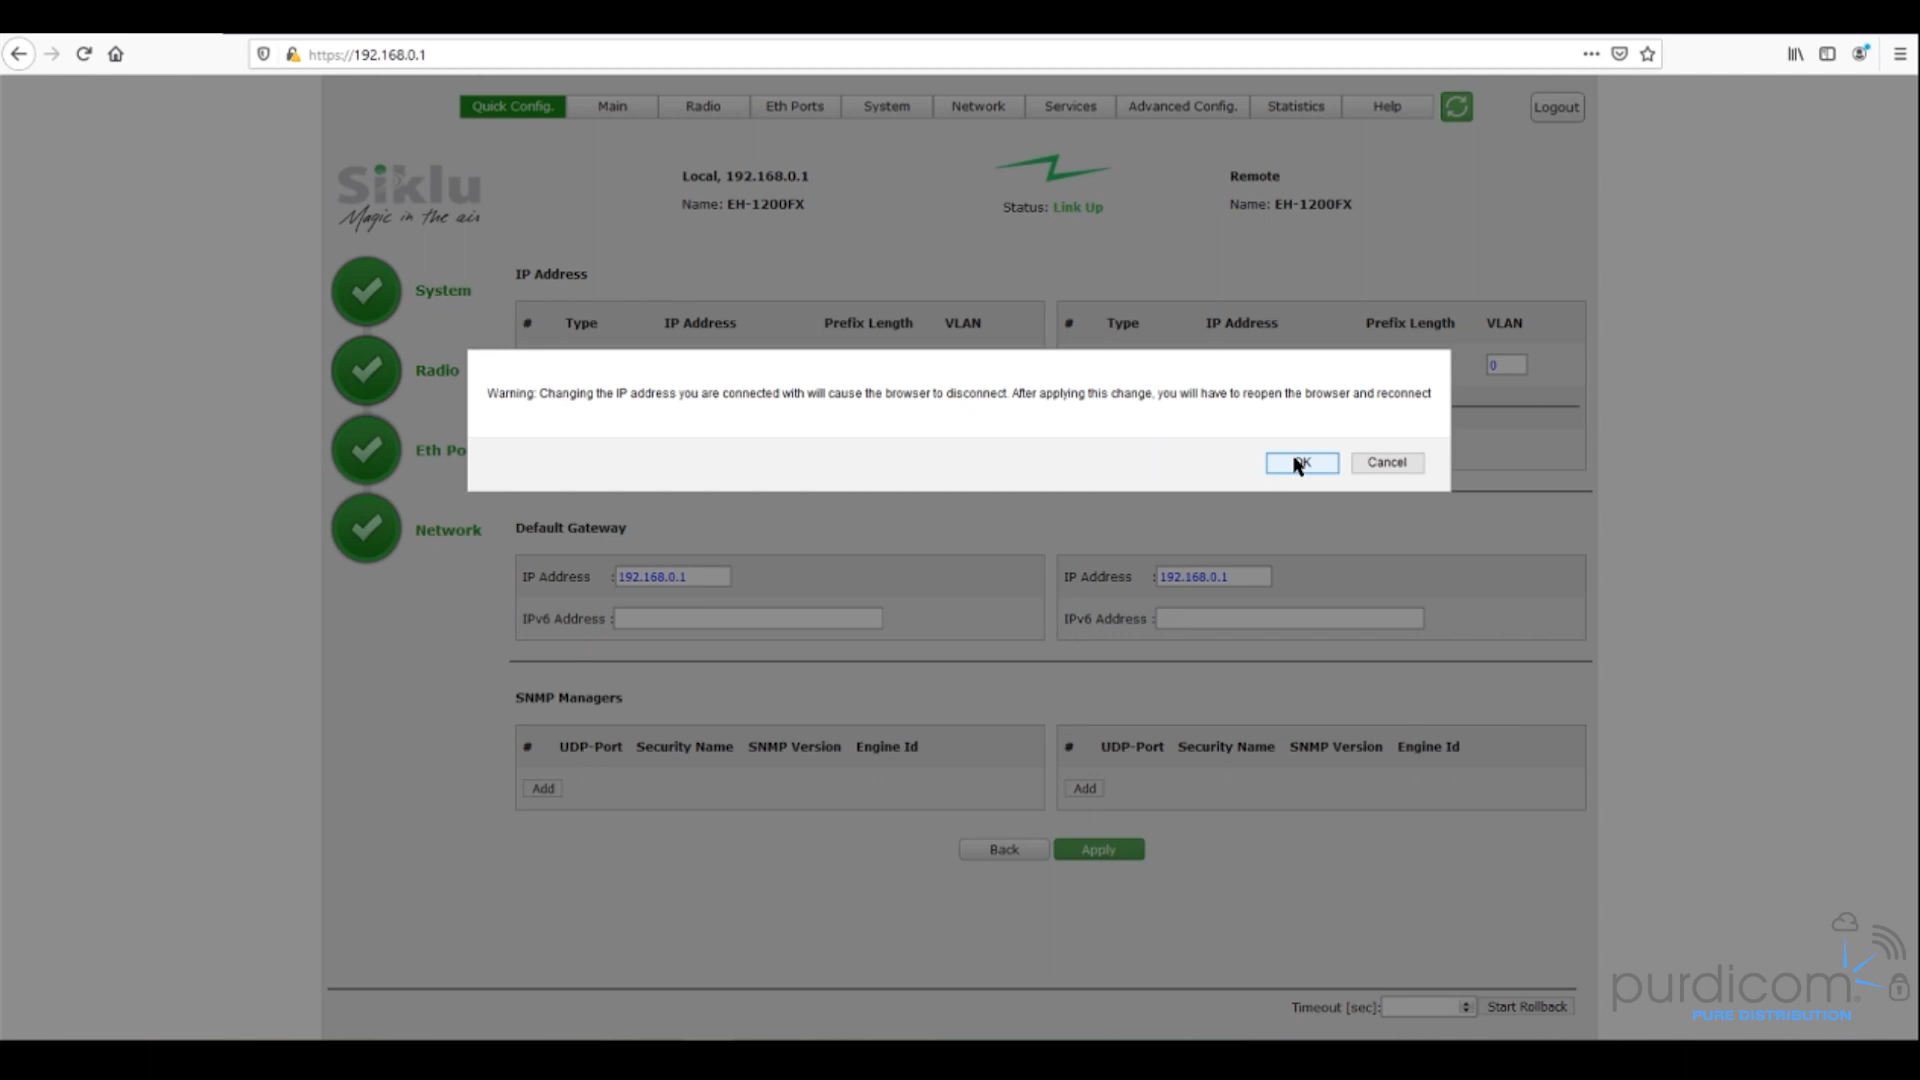 https://192.168.0.1
Quick Config. Main Radio Eth Ports System Network Services Advanced Config. Statistics Help Logout
Siklu
Magic in the air
Local, 192.168.0.1
Name: EH-1200FX
Status: Link Up
Remote
Name: EH-1200FX
System
Radio
Eth Po
Network
IP Address
# Type IP Address Prefix Length VLAN # Type IP Address Prefix Length VLAN
0
Warning: Changing the IP address you are connected with will cause the browser to disconnect. After applying this change, you will have to reopen the browser and reconnect
OK Cancel
Default Gateway
IP Address : 192.168.0.1 IP Address : 192.168.0.1
IPv6 Address : IPv6 Address :
SNMP Managers
# UDP-Port Security Name SNMP Version Engine Id # UDP-Port Security Name SNMP Version Engine Id
Add Add
Back Apply
Timeout [sec]: Start Rollback
purdicom
PURE DISTRIBUTION